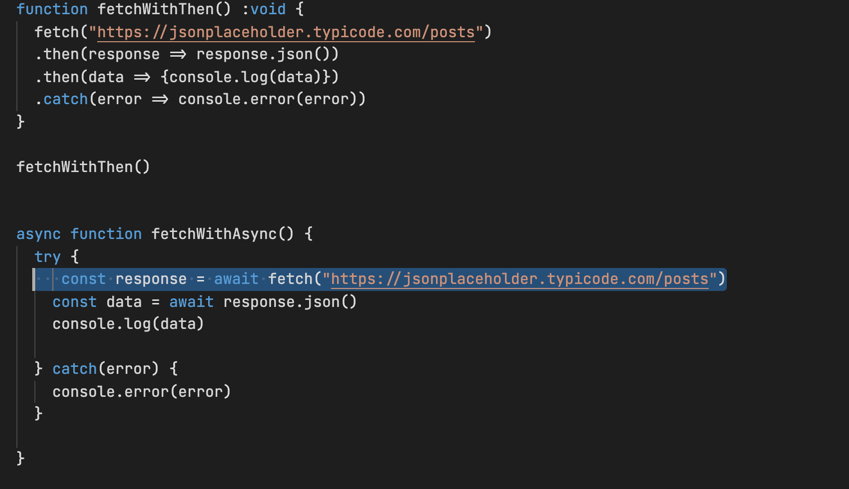 function fetchWithThen() :void {
fetch("https://jsonplaceholder.typicode.com/posts")
.then(response => response.json())
.then(data => {console.log(data)})
.catch(error => console.error(error))
}
fetchWithThen()
async function fetchWithAsync() {
try {
const response = await fetch("https://jsonplaceholder.typicode.com/posts")
const data = await response.json()
console.log(data)
} catch(error) {
console.error(error)
}
}